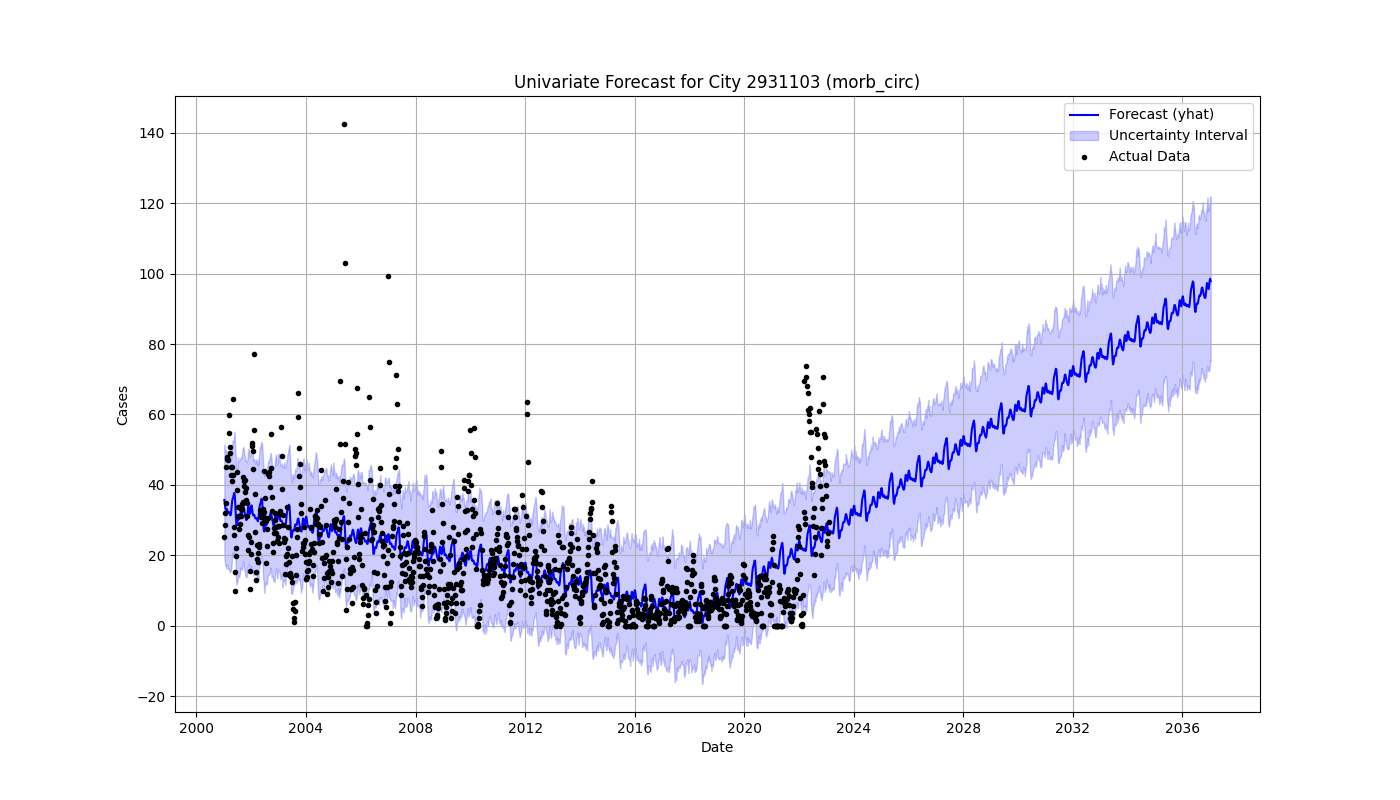 Univariate Forecast for City 2931103 (morb_circ)
Forecast (yhat)
Uncertainty Interval
Actual Data
Cases
140
120
100
80
60
40
20
0
−20
2000 2004 2008 2012 2016 2020 2024 2028 2032 2036
Date